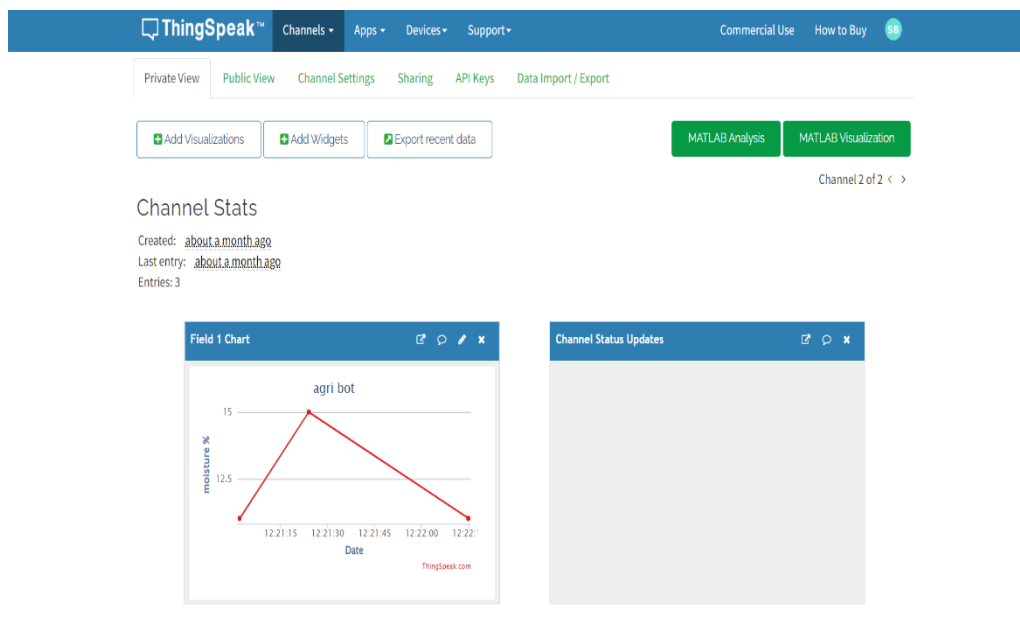 ThingSpeak™ Channels Apps Devices Support Commercial Use How to Buy SB
Private View Public View Channel Settings Sharing API Keys Data Import / Export
Add Visualizations Add Widgets Export recent data MATLAB Analysis MATLAB Visualization
Channel 2 of 2 < >
Channel Stats
Created: about a month ago
Last entry: about a month ago
Entries: 3
Field 1 Chart
agri bot
15
moisture %
12.5
12:21:15 12:21:30 12:21:45 12:22:00 12:22:
Date
ThingSpeak.com
Channel Status Updates